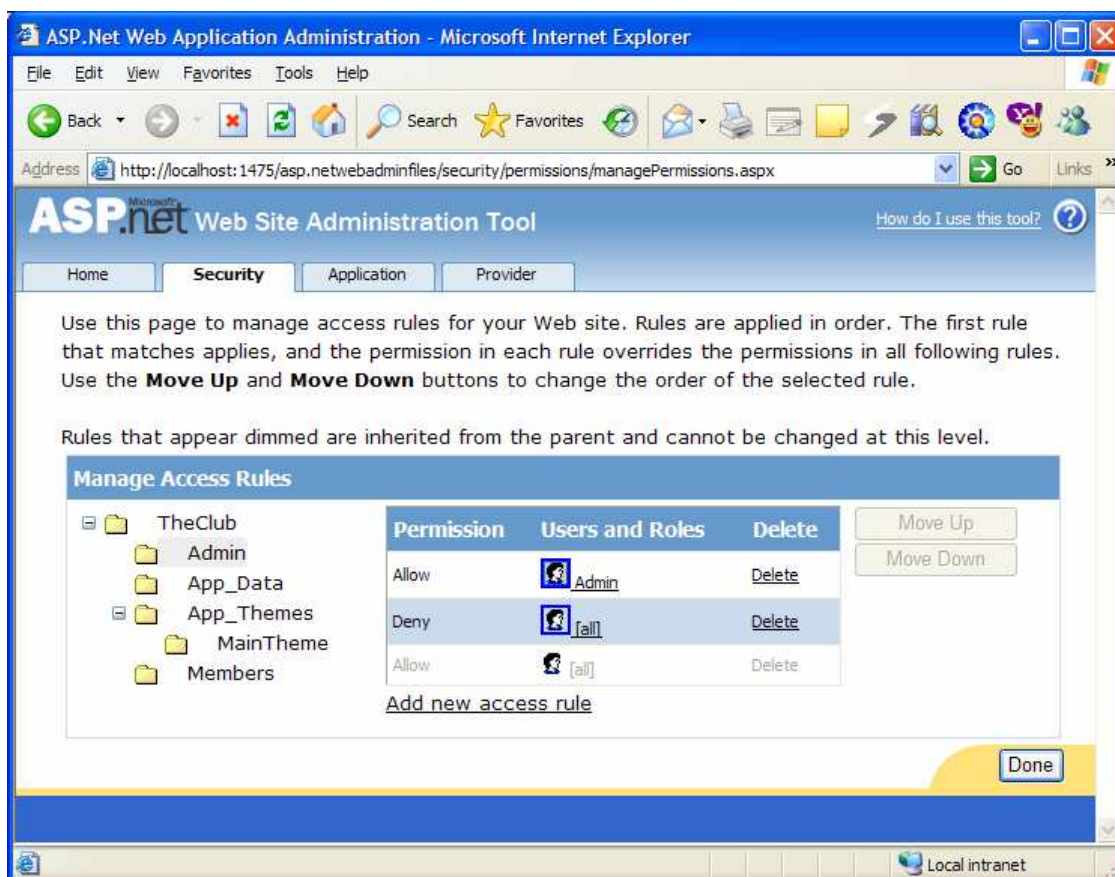 ASP.Net Web Application Administration - Microsoft Internet Explorer
File Edit View Favorites Tools Help
Back Search Favorites
Address http://localhost:1475/asp.netwebadminfiles/security/permissions/managePermissions.aspx Go Links »
Microsoft
ASP.net Web Site Administration Tool How do I use this tool? ?
Home Security Application Provider
Use this page to manage access rules for your Web site. Rules are applied in order. The first rule
that matches applies, and the permission in each rule overrides the permissions in all following rules.
Use the Move Up and Move Down buttons to change the order of the selected rule.
Rules that appear dimmed are inherited from the parent and cannot be changed at this level.
Manage Access Rules
TheClub
Admin
App_Data
App_Themes
MainTheme
Members
Permission Users and Roles Delete
Allow Admin Delete
Deny [all] Delete
Allow [all] Delete
Add new access rule
Move Up
Move Down
Done
Local intranet